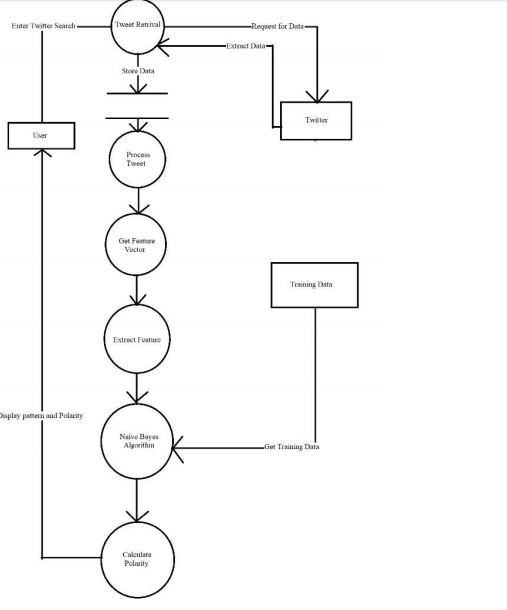 Enter Twitter Search
Tweet Retrival
Request for Data
Extract Data
Store Data
Twitter
User
Process
Tweet
Get Feature
Vector
Training Data
Extract Feature
Display pattern and Polarity
Naive Bayes
Algorithm
Get Training Data
Calculate
Polarity